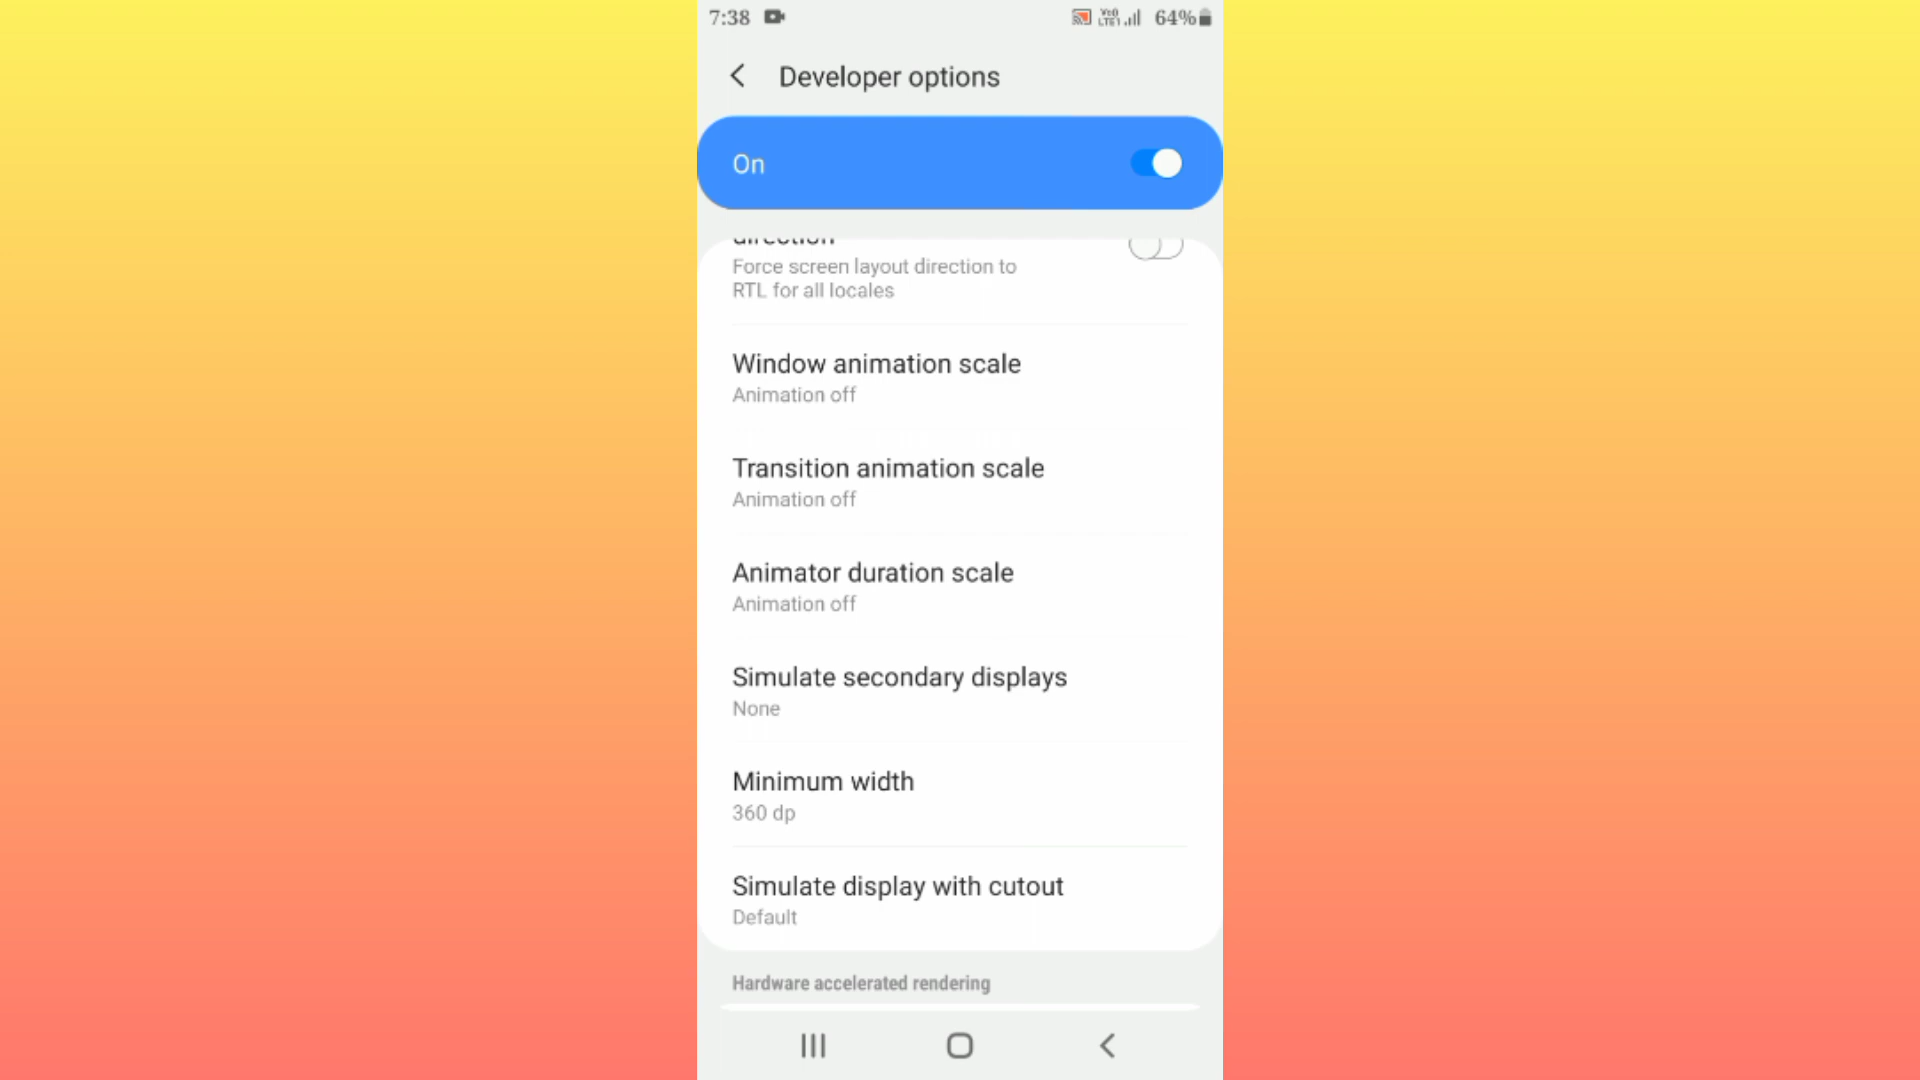 7:38
64%
Developer options
On
direction
Force screen layout direction to
RTL for all locales
Window animation scale
Animation off
Transition animation scale
Animation off
Animator duration scale
Animation off
Simulate secondary displays
None
Minimum width
360 dp
Simulate display with cutout
Default
Hardware accelerated rendering